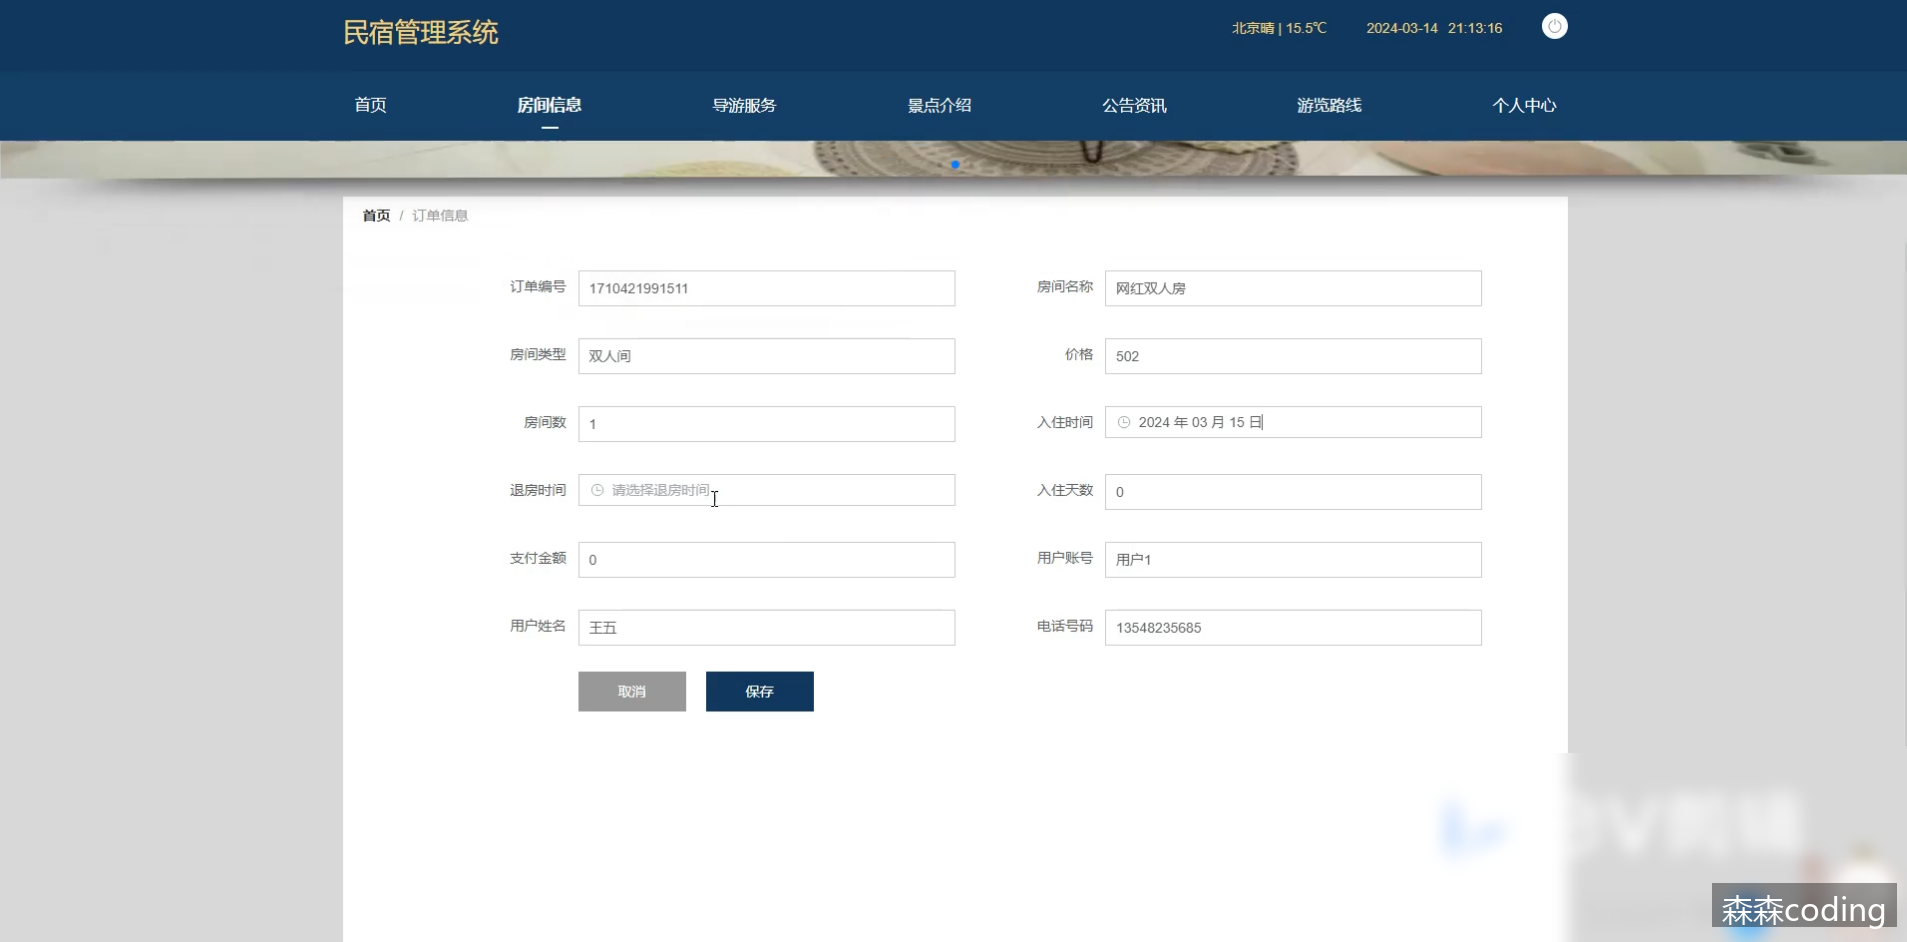 民宿管理系统
北京晴 | 15.5℃ 2024-03-14 21:13:16
首页 房间信息 导游服务 景点介绍 公告资讯 游览路线 个人中心
首页 / 订单信息
订单编号 1710421991511 房间名称 网红双人房
房间类型 双人间 价格 502
房间数 1 入住时间 2024 年 03 月 15 日
退房时间 请选择退房时间 入住天数 0
支付金额 0 用户账号 用户1
用户姓名 王五 电话号码 13548235685
取消 保存
森森coding